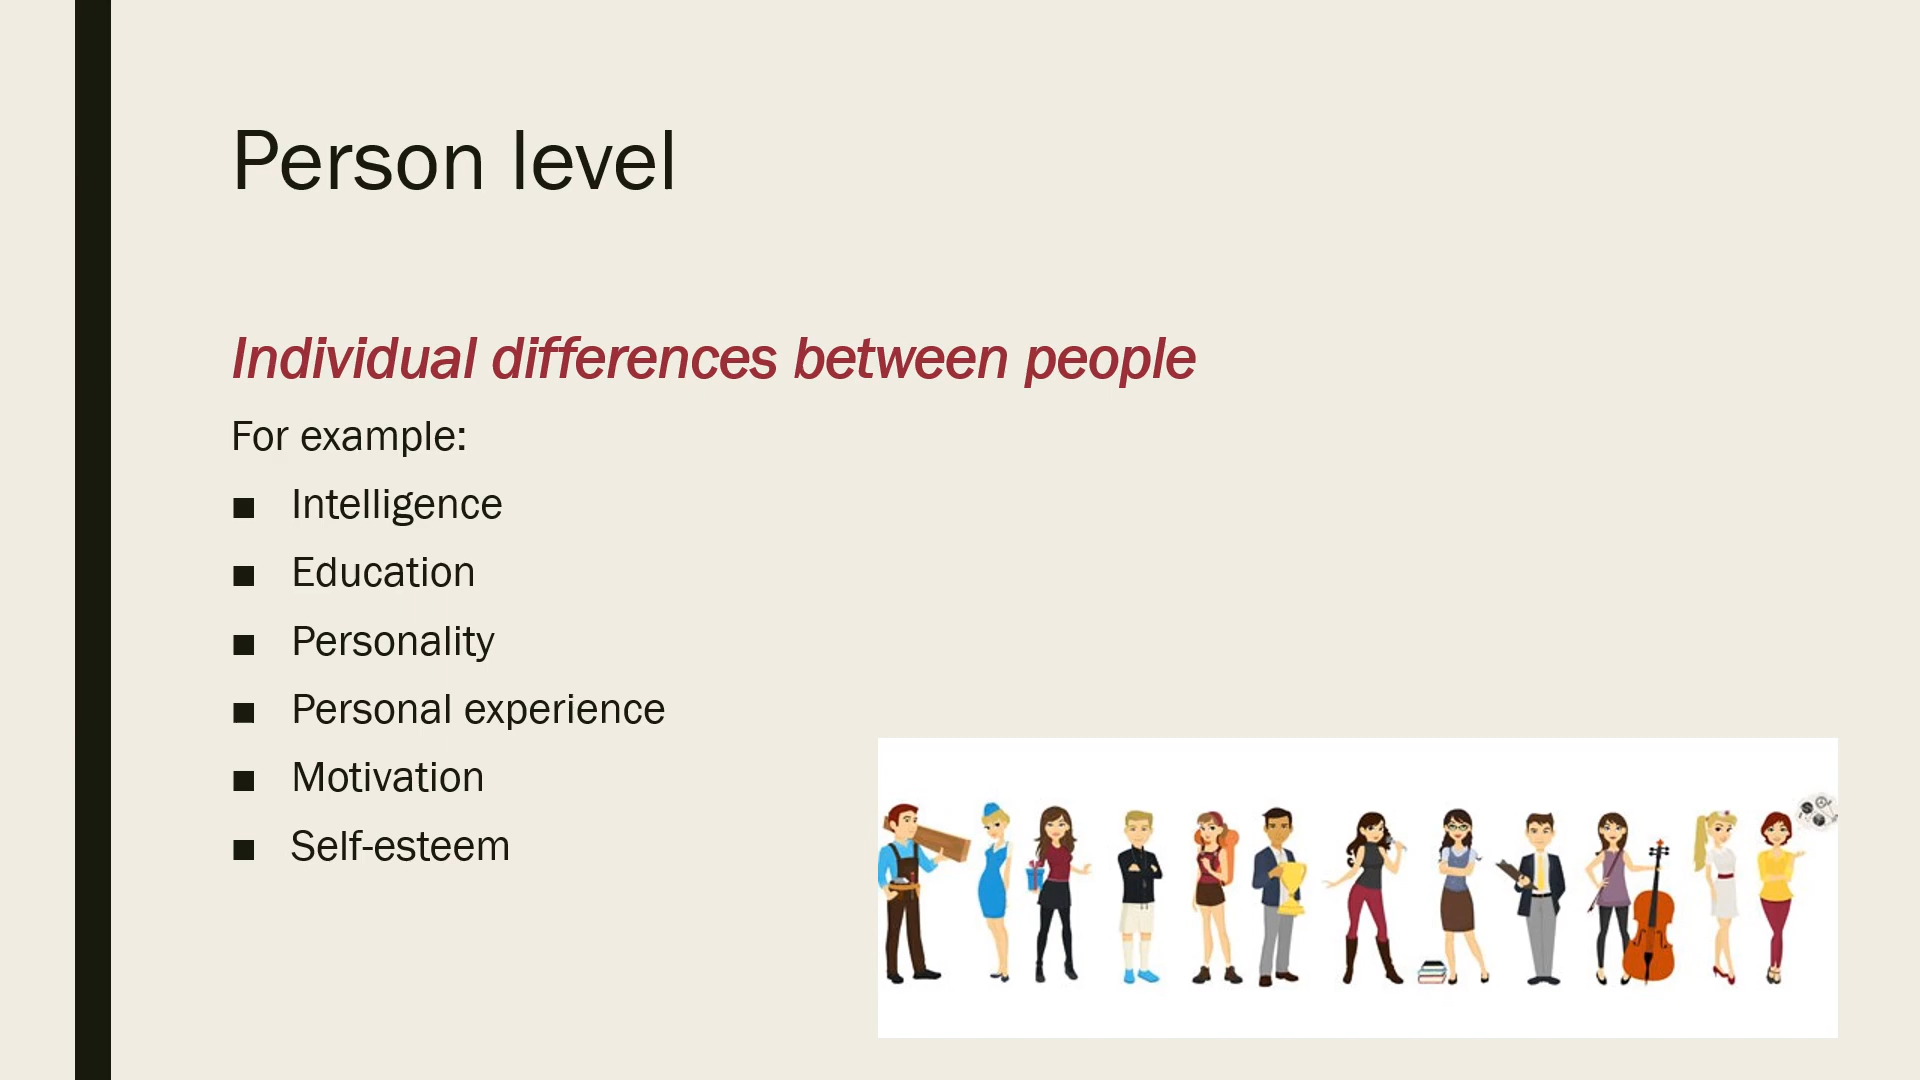 Person level
Individual differences between people
For example:
■ Intelligence
■ Education
■ Personality
■ Personal experience
■ Motivation
■ Self-esteem